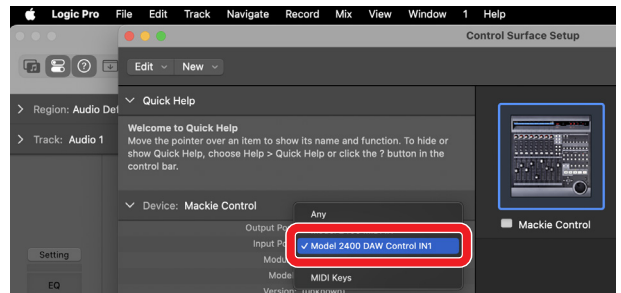 Logic Pro File Edit Track Navigate Record Mix View Window 1 Help
Control Surface Setup
Edit New
Region: Audio Def
Track: Audio 1
Quick Help
Welcome to Quick Help
Move the pointer over an item to show its name and function. To hide or
show Quick Help, choose Help > Quick Help or click the ? button in the
control bar.
Device: Mackie Control
Any
Output Po
Input Po
✓ Model 2400 DAW Control IN1
Modu
Mode
MIDI Keys
Version: (unknown)
Setting
EQ
Mackie Control